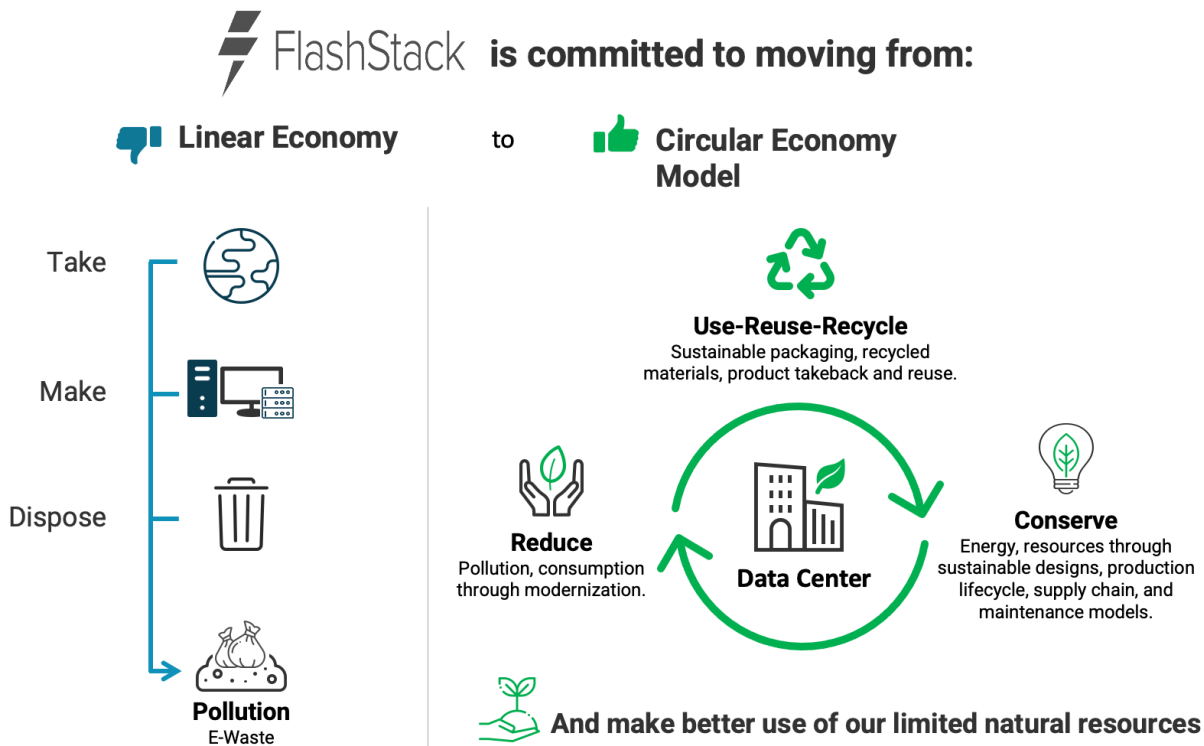 FlashStack is committed to moving from:
Linear Economy
to
Circular Economy
Model
Take
Make
Dispose
Pollution
E-Waste
Use-Reuse-Recycle
Sustainable packaging, recycled
materials, product takeback and reuse.
Reduce
Pollution, consumption
through modernization.
Data Center
Conserve
Energy, resources through
sustainable designs, production
lifecycle, supply chain, and
maintenance models.
And make better use of our limited natural resources